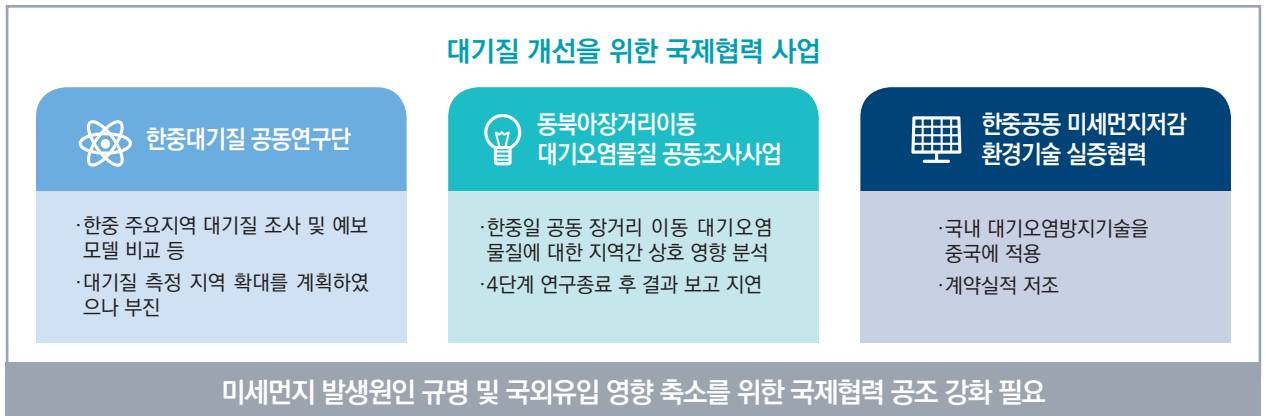 대기질 개선을 위한 국제협력 사업
한중대기질 공동연구단
·한중 주요지역 대기질 조사 및 예보
모델 비교 등
·대기질 측정 지역 확대를 계획하였
으나 부진
동북아장거리이동
대기오염물질 공동조사사업
·한중일 공동 장거리 이동 대기오염
물질에 대한 지역간 상호 영향 분석
·4단계 연구종료 후 결과 보고 지연
한중공동 미세먼지저감
환경기술 실증협력
·국내 대기오염방지기술을
중국에 적용
·계약실적 저조
미세먼지 발생원인 규명 및 국외유입 영향 축소를 위한 국제협력 공조 강화 필요